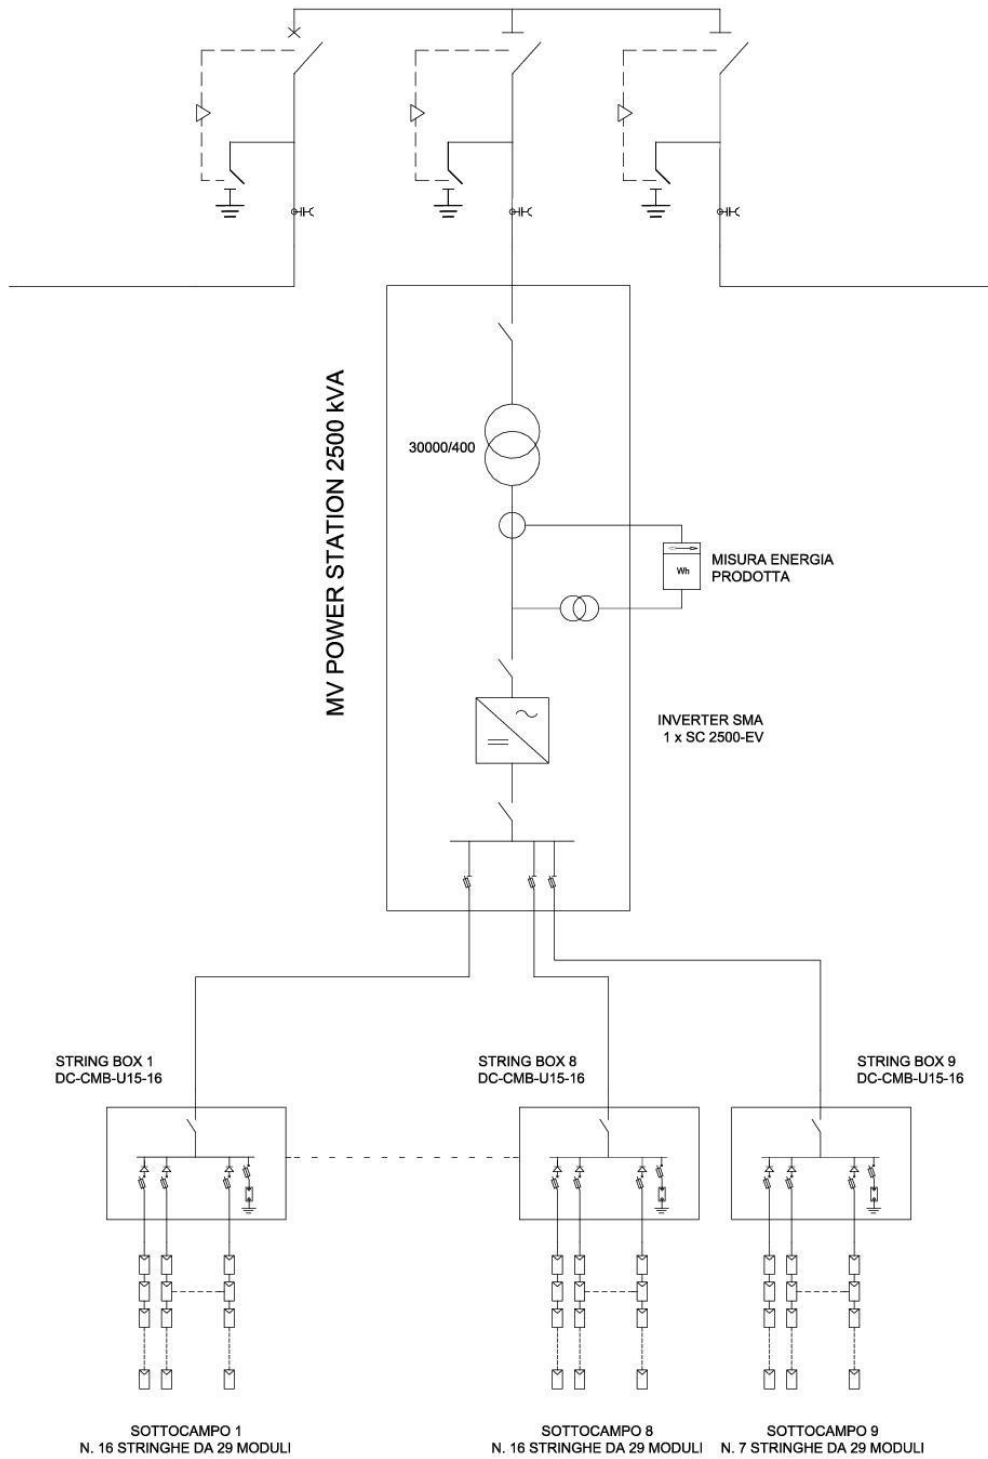 MV POWER STATION 2500 kVA
30000/400
MISURA ENERGIA
PRODOTTA
Wh
INVERTER SMA
1 x SC 2500-EV
STRING BOX 1
DC-CMB-U15-16
STRING BOX 8
DC-CMB-U15-16
STRING BOX 9
DC-CMB-U15-16
SOTTOCAMPO 1
N. 16 STRINGHE DA 29 MODULI
SOTTOCAMPO 8
N. 16 STRINGHE DA 29 MODULI
SOTTOCAMPO 9
N. 7 STRINGHE DA 29 MODULI